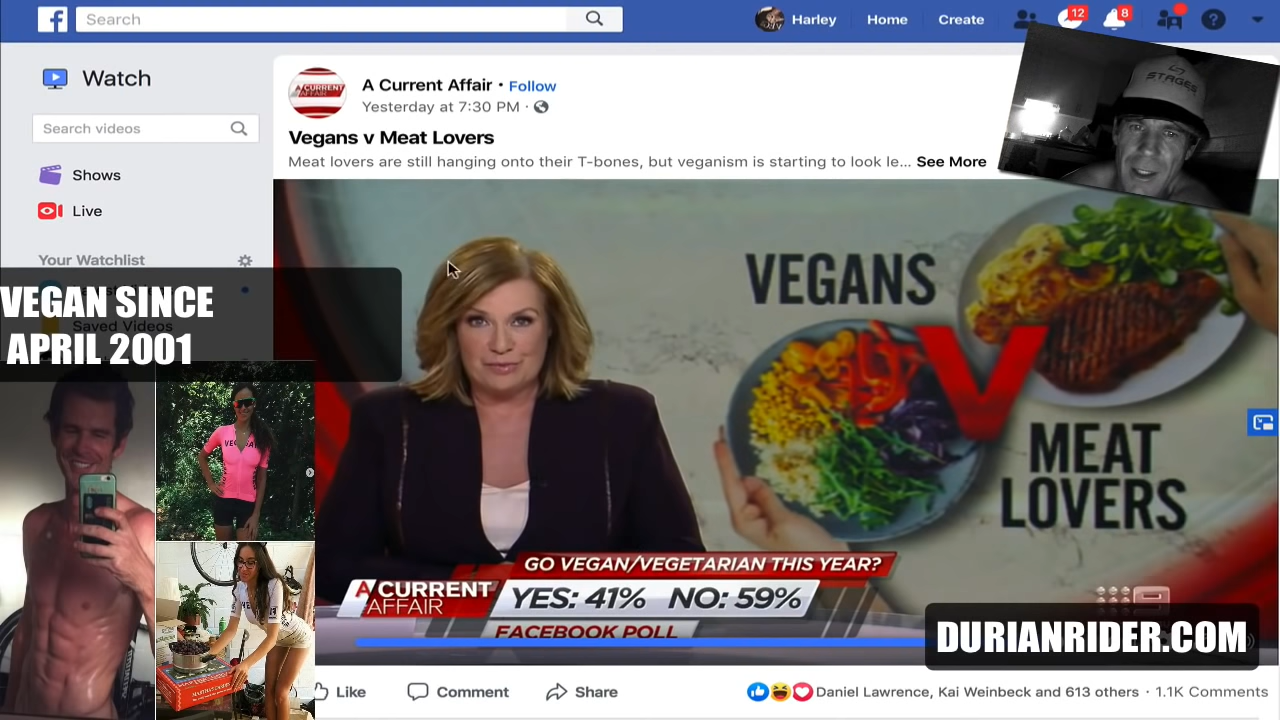 Search
Harley
Home
Create
12
8
Watch
Search videos
Shows
Live
Your Watchlist
Saved Videos
A Current Affair · Follow
Yesterday at 7:30 PM ·
Vegans v Meat Lovers
Meat lovers are still hanging onto their T-bones, but veganism is starting to look le... See More
STAGES
VEGAN SINCE
APRIL 2001
VEGAN
VEGANS
V
MEAT
LOVERS
GO VEGAN/VEGETARIAN THIS YEAR?
A CURRENT
AFFAIR
YES: 41% NO: 59%
FACEBOOK POLL
DURIANRIDER.COM
Like
Comment
Share
Daniel Lawrence, Kai Weinbeck and 613 others · 1.1K Comments